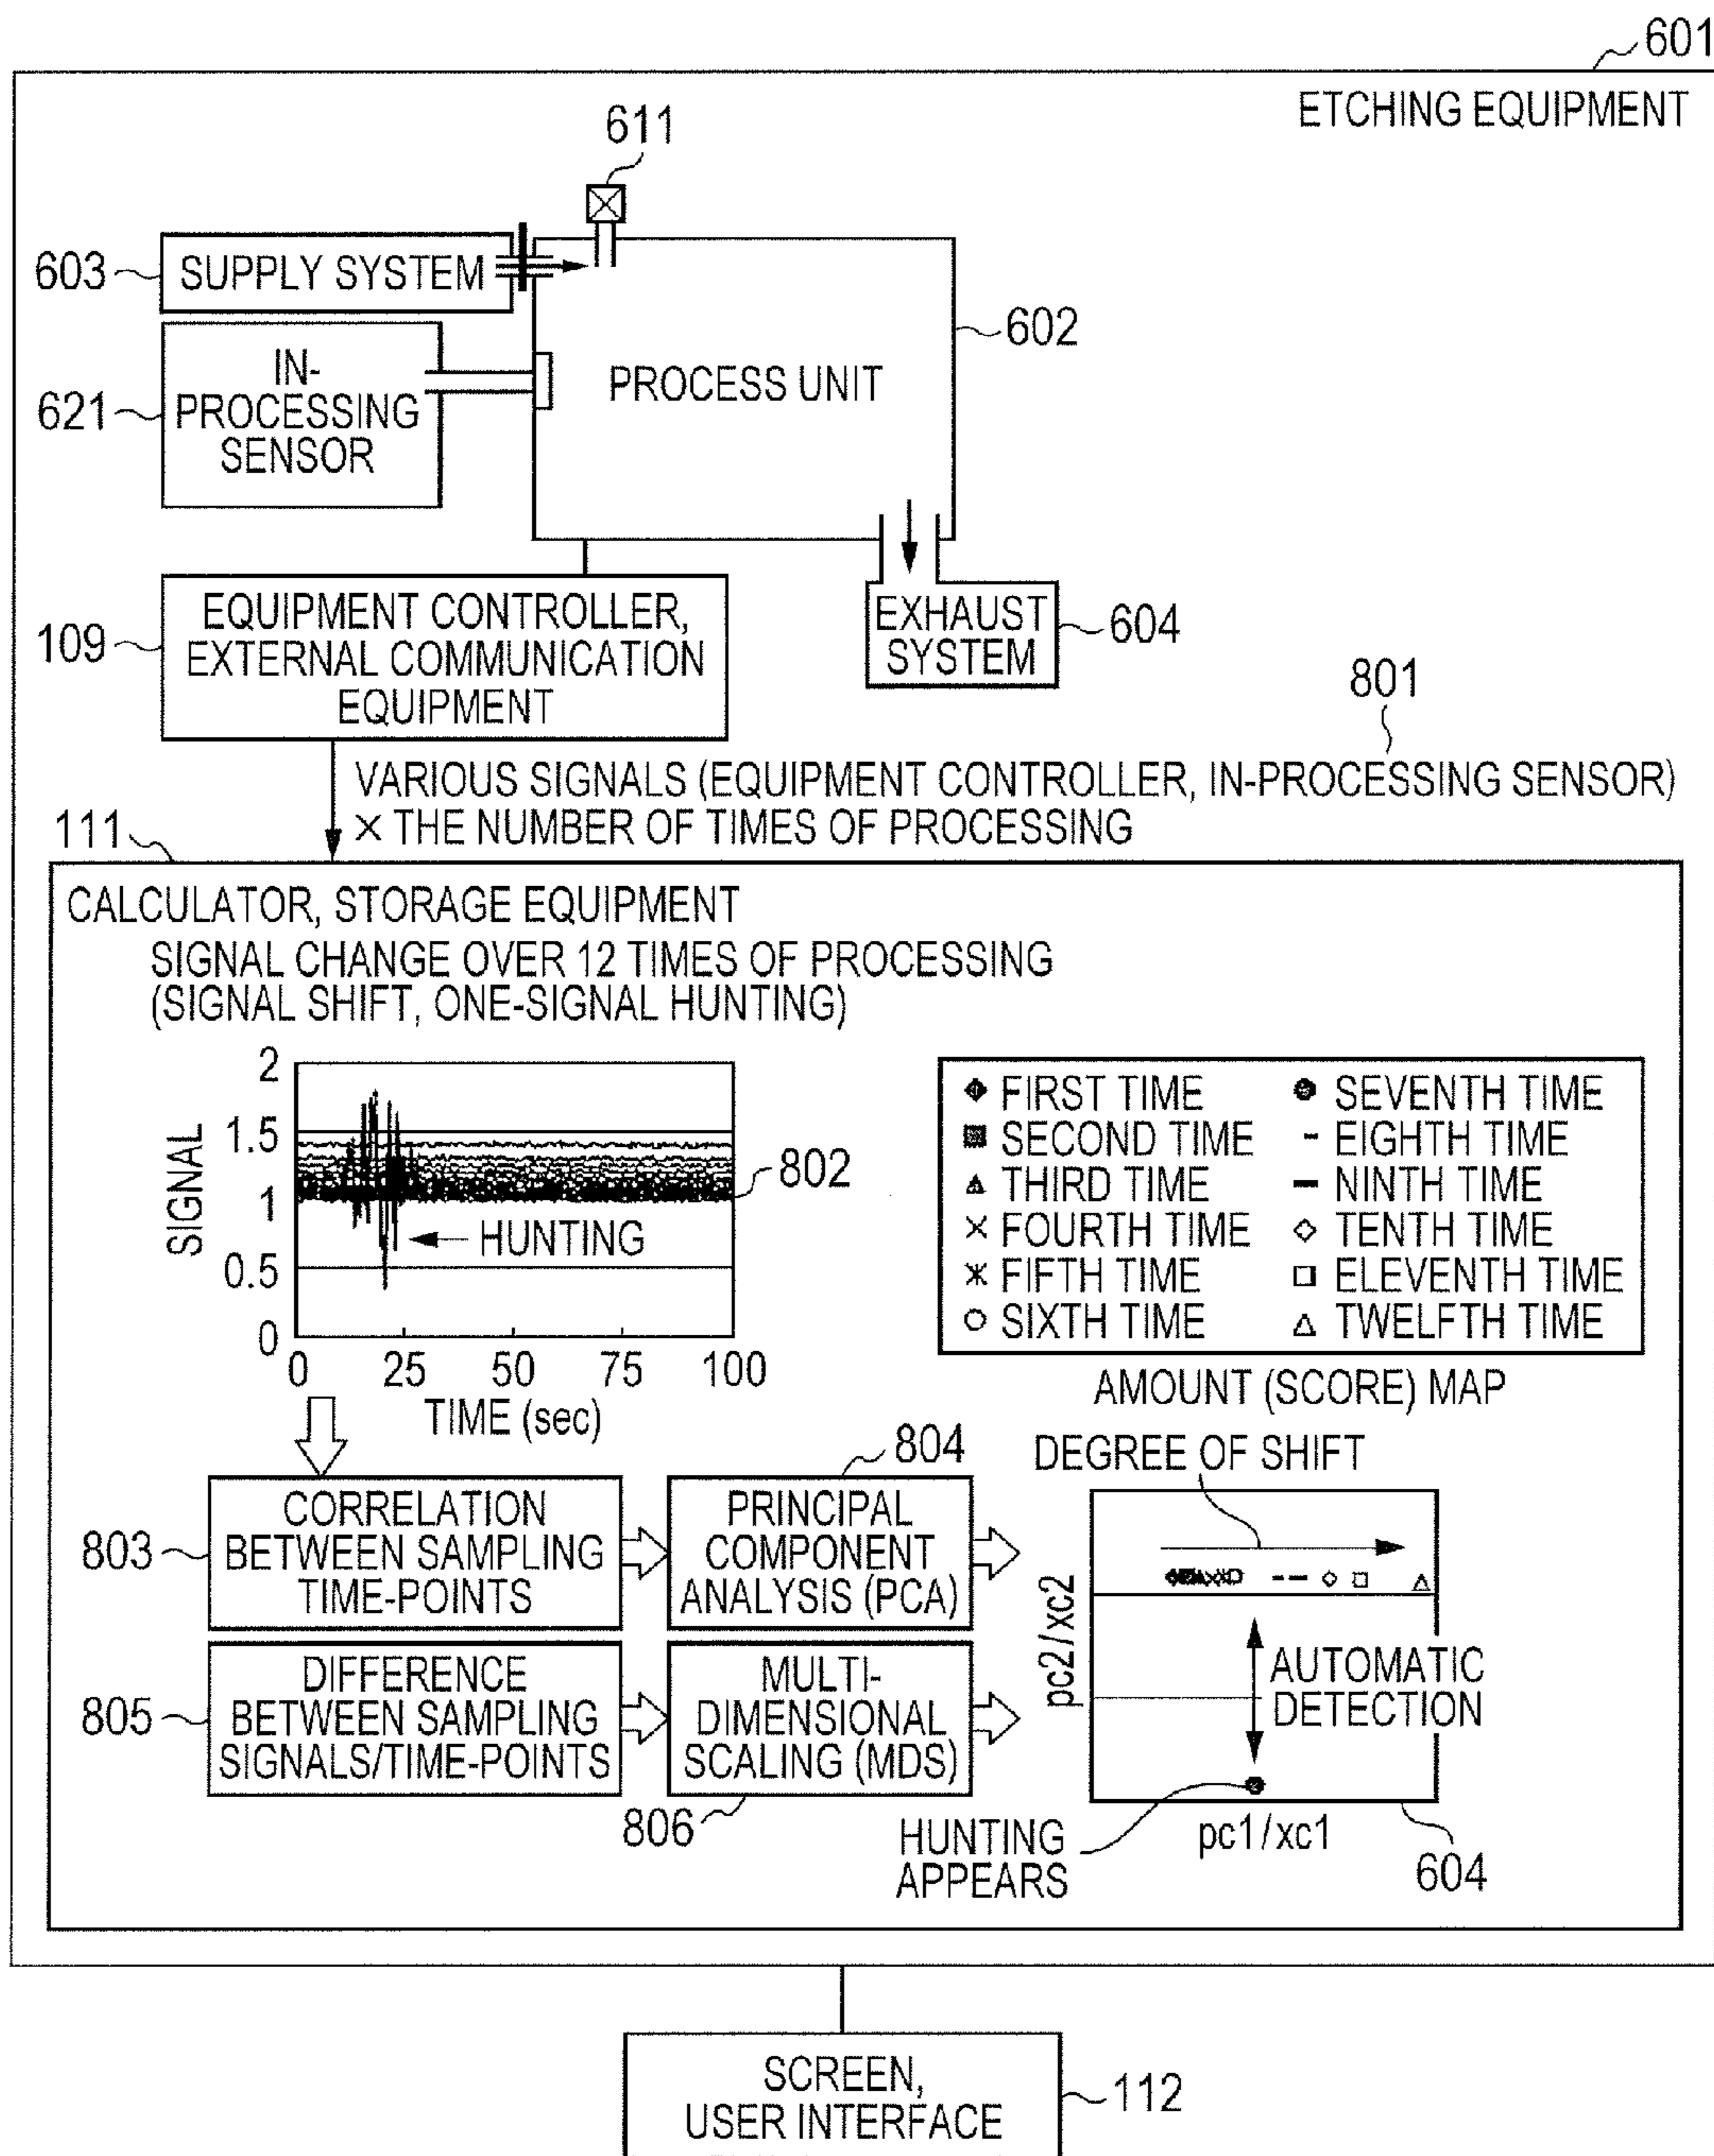 601
ETCHING EQUIPMENT
611
603
SUPPLY SYSTEM
602
IN-
PROCESSING
SENSOR
621
PROCESS UNIT
109
EQUIPMENT CONTROLLER,
EXTERNAL COMMUNICATION
EQUIPMENT
EXHAUST
SYSTEM
604
801
VARIOUS SIGNALS (EQUIPMENT CONTROLLER, IN-PROCESSING SENSOR)
× THE NUMBER OF TIMES OF PROCESSING
111
CALCULATOR, STORAGE EQUIPMENT
SIGNAL CHANGE OVER 12 TIMES OF PROCESSING
(SIGNAL SHIFT, ONE-SIGNAL HUNTING)
2
1.5
1
0.5
0
SIGNAL
802
HUNTING
0 25 50 75 100
TIME (sec)
FIRST TIME
SECOND TIME
THIRD TIME
FOURTH TIME
FIFTH TIME
SIXTH TIME
SEVENTH TIME
EIGHTH TIME
NINTH TIME
TENTH TIME
ELEVENTH TIME
TWELFTH TIME
AMOUNT (SCORE) MAP
DEGREE OF SHIFT
803
CORRELATION
BETWEEN SAMPLING
TIME-POINTS
804
PRINCIPAL
COMPONENT
ANALYSIS (PCA)
805
DIFFERENCE
BETWEEN SAMPLING
SIGNALS/TIME-POINTS
MULTI-
DIMENSIONAL
SCALING (MDS)
806
pc2/xc2
AUTOMATIC
DETECTION
HUNTING
APPEARS
pc1/xc1
604
SCREEN,
USER INTERFACE
112